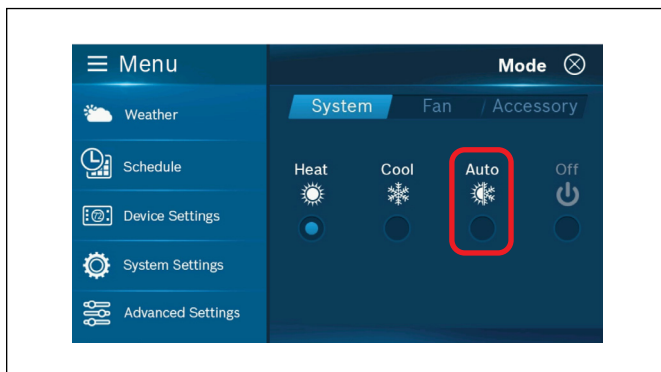 Menu
Mode
Weather
Schedule
Device Settings
System Settings
Advanced Settings
System Fan Accessory
Heat Cool Auto Off